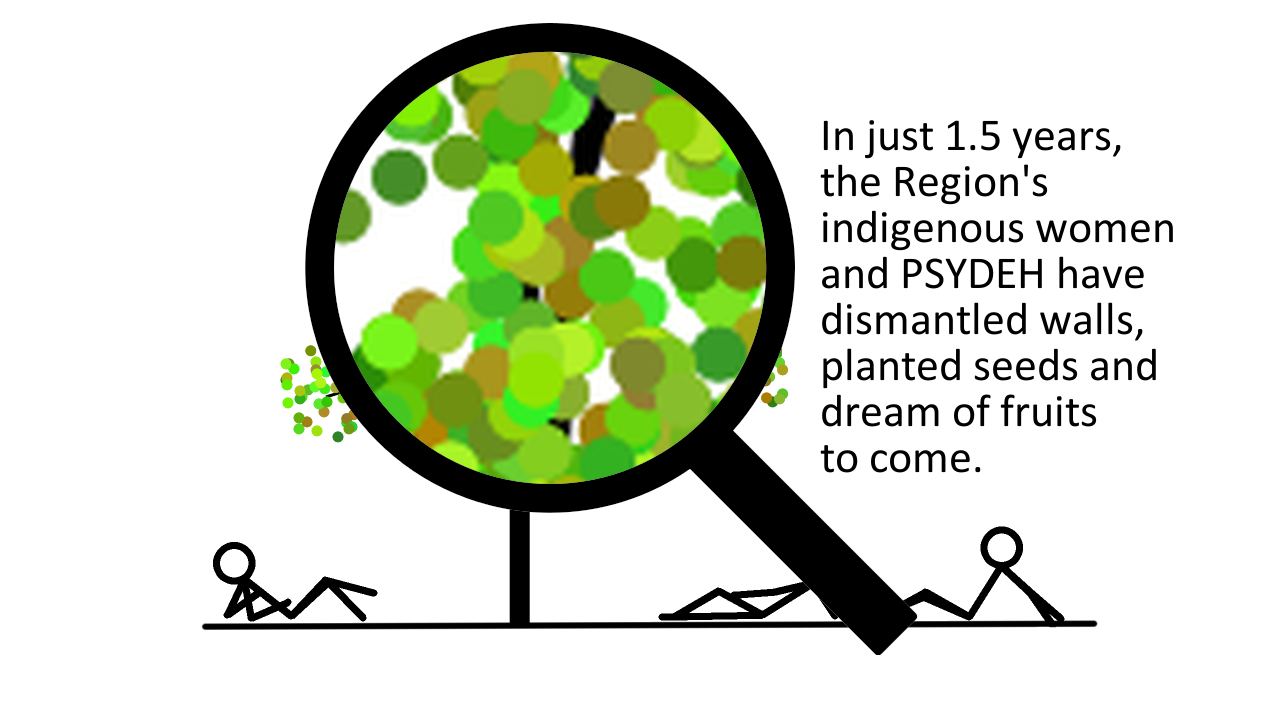 In just 1.5 years,
the Region's
indigenous women
and PSYDEH have
dismantled walls,
planted seeds and
dream of fruits
to come.